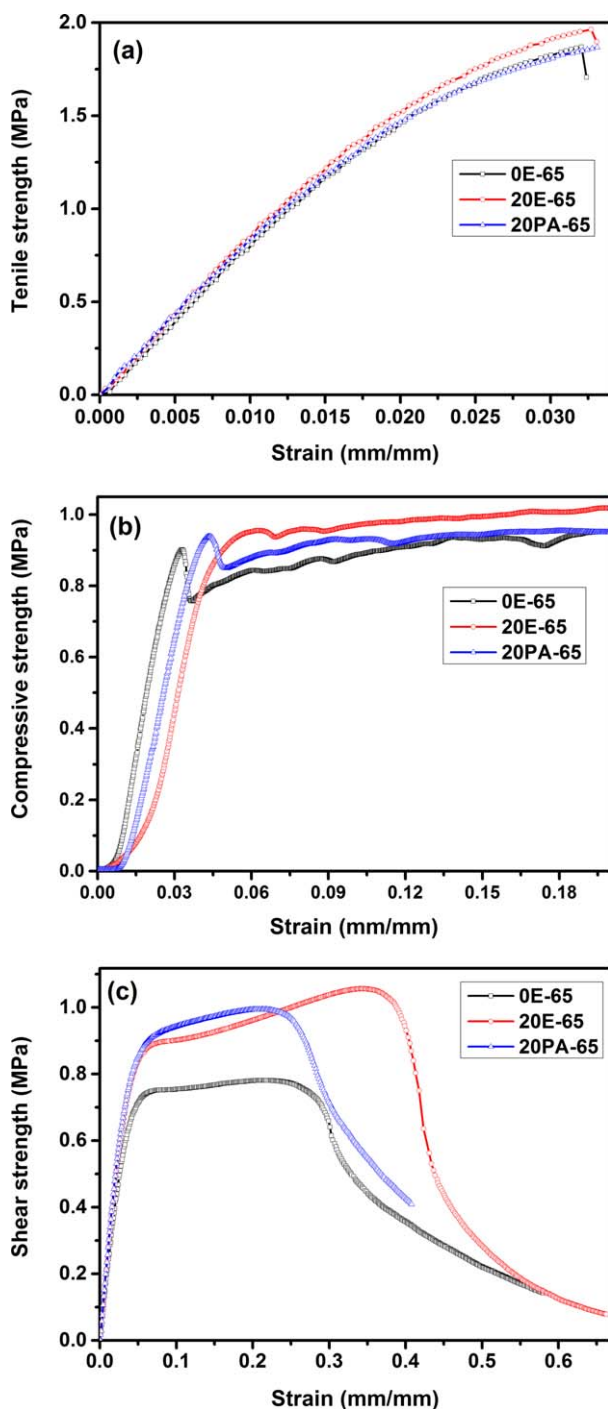 (a)
Tenile strength (MPa)
2.0
1.5
1.0
0.5
0.0
0E-65
20E-65
20PA-65
0.000 0.005 0.010 0.015 0.020 0.025 0.030
Strain (mm/mm)
(b)
Compressive strength (MPa)
1.0
0.8
0.6
0.4
0.2
0.0
0E-65
20E-65
20PA-65
0.00 0.03 0.06 0.09 0.12 0.15 0.18
Strain (mm/mm)
(c)
Shear strength (MPa)
1.0
0.8
0.6
0.4
0.2
0.0
0E-65
20E-65
20PA-65
0.0 0.1 0.2 0.3 0.4 0.5 0.6
Strain (mm/mm)